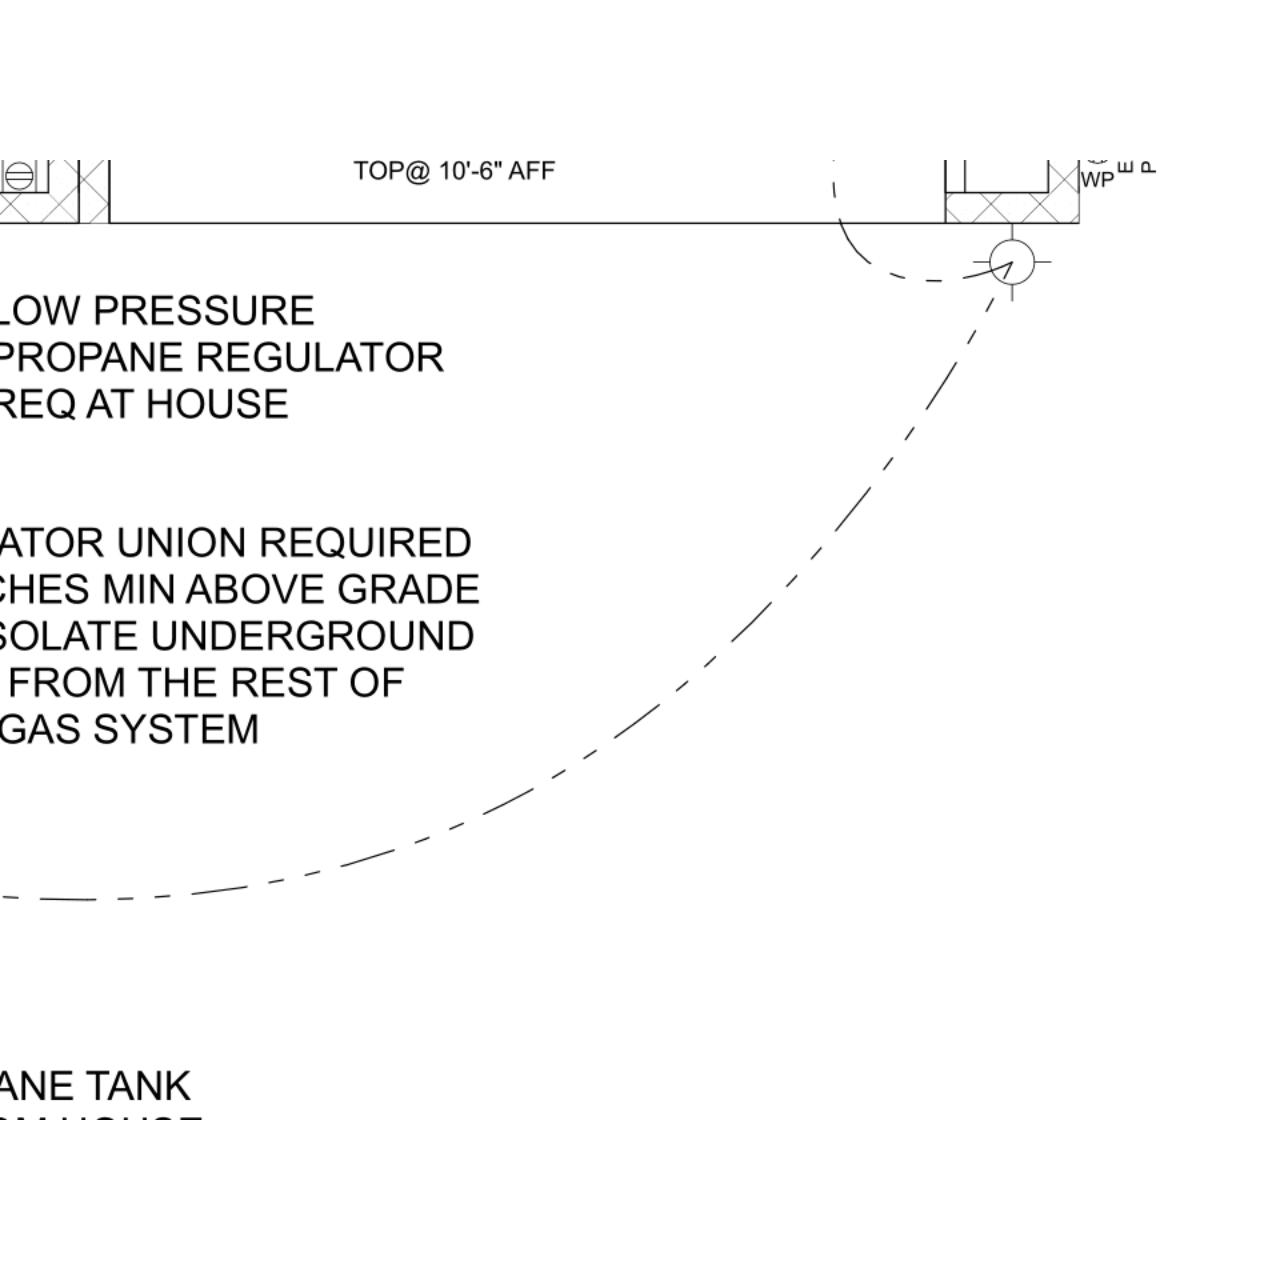 TOP@ 10'-6" AFF
WP
E
P
LOW PRESSURE
PROPANE REGULATOR
REQ AT HOUSE
ATOR UNION REQUIRED
CHES MIN ABOVE GRADE
SOLATE UNDERGROUND
FROM THE REST OF
GAS SYSTEM
ANE TANK